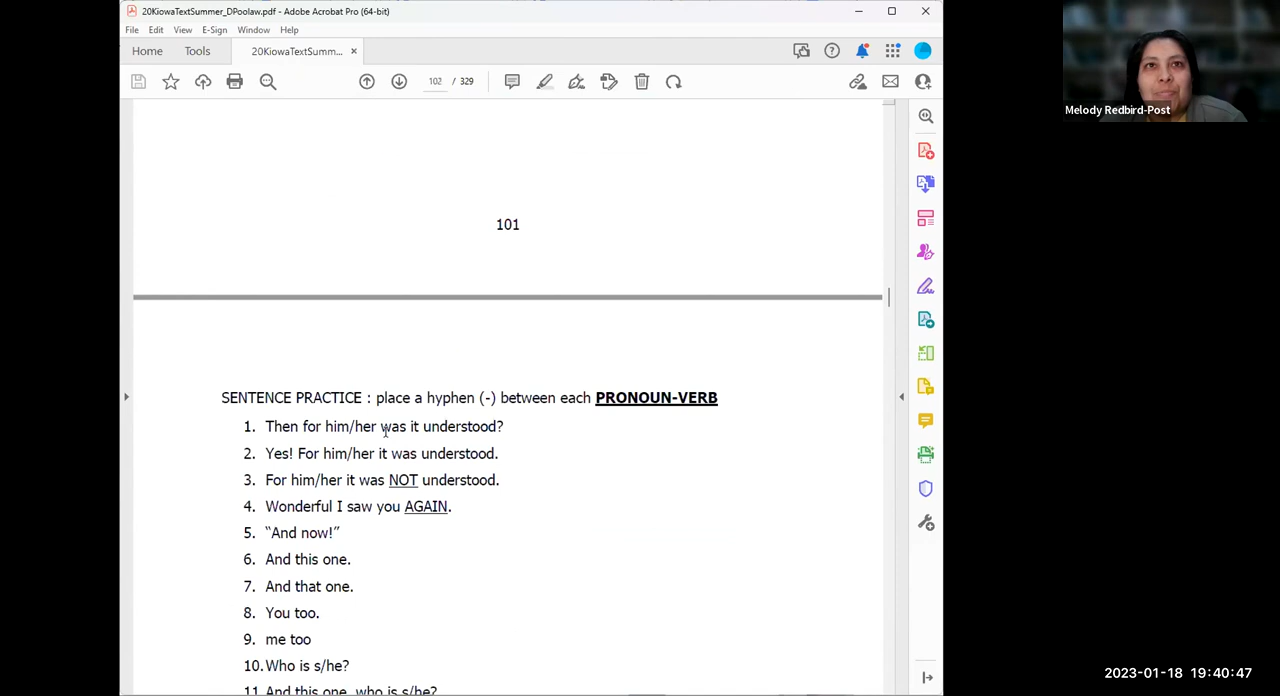 20KiowaTextSummer_DPoolaw.pdf - Adobe Acrobat Pro (64-bit)
File Edit View E-Sign Window Help
Home Tools 20KiowaTextSumm... ×
102 / 329
Melody Redbird-Post
101
SENTENCE PRACTICE : place a hyphen (-) between each PRONOUN-VERB
1. Then for him/her was it understood?
2. Yes! For him/her it was understood.
3. For him/her it was NOT understood.
4. Wonderful I saw you AGAIN.
5. “And now!”
6. And this one.
7. And that one.
8. You too.
9. me too
10. Who is s/he?
11. And this one, who is s/he?
2023-01-18 19:40:47